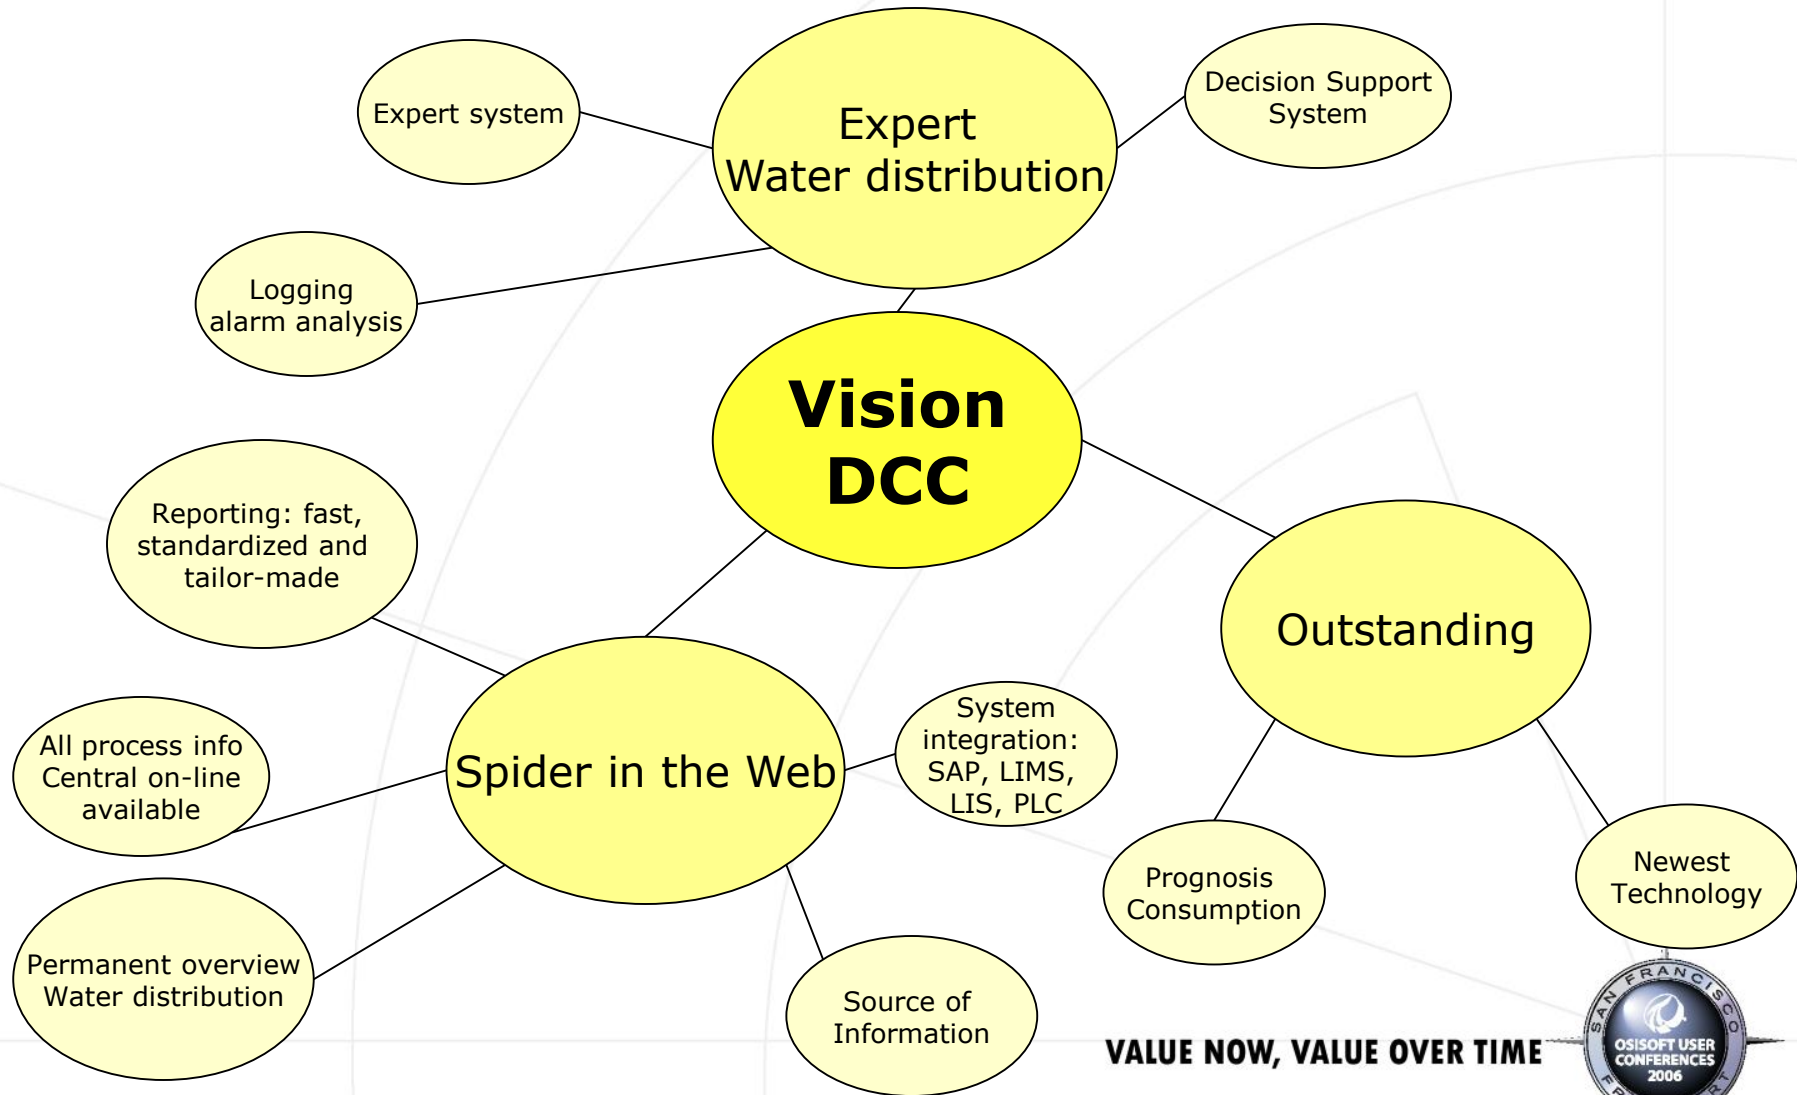 Expert system
Expert
Water distribution
Decision Support
System
Logging
alarm analysis
Vision
DCC
Reporting: fast,
standardized and
tailor-made
Outstanding
Spider in the Web
System
integration:
SAP, LIMS,
LIS, PLC
All process info
Central on-line
available
Prognosis
Consumption
Newest
Technology
Permanent overview
Water distribution
Source of
Information
VALUE NOW, VALUE OVER TIME
SAN FRANCISCO
OSISOFT USER
CONFERENCES
2006